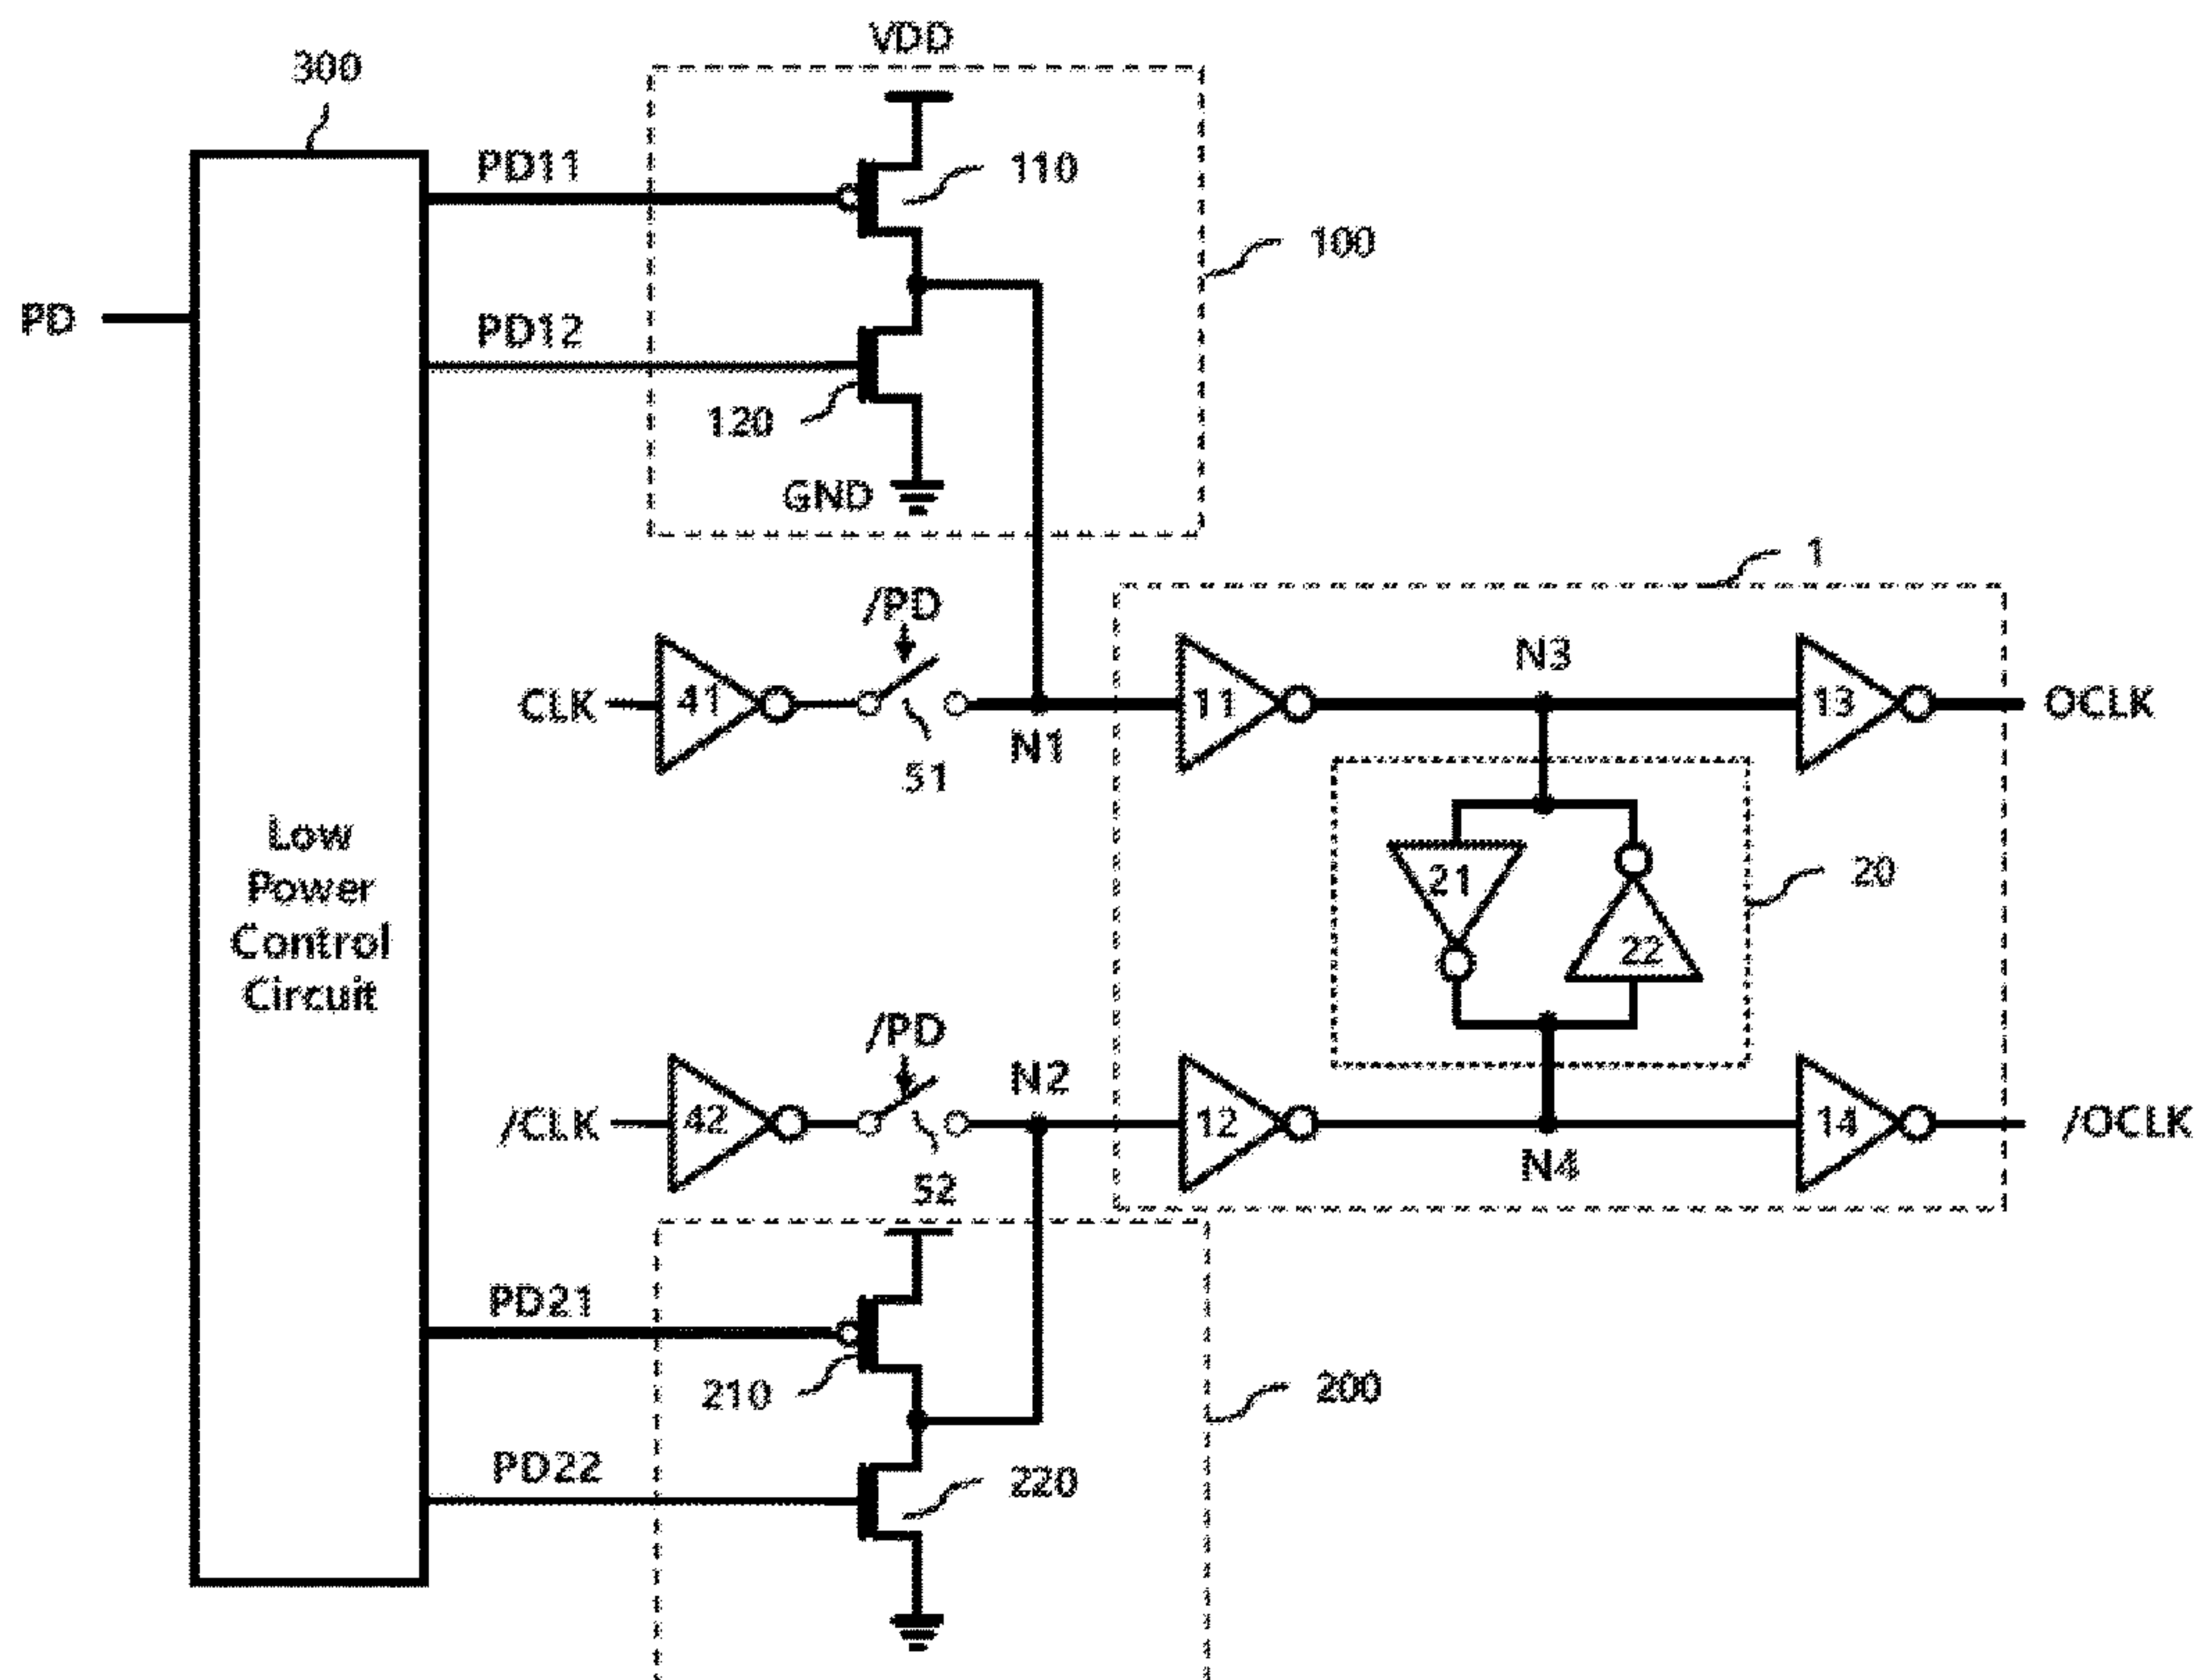 VDD
300
PD11
110
100
PD
PD12
120
GND
1
/PD
N3
CLK
41
11
13
OCLK
N1
51
Low
Power
Control
Circuit
21
22
20
/PD
N2
/CLK
42
12
14
/OCLK
N4
52
PD21
210
200
PD22
220